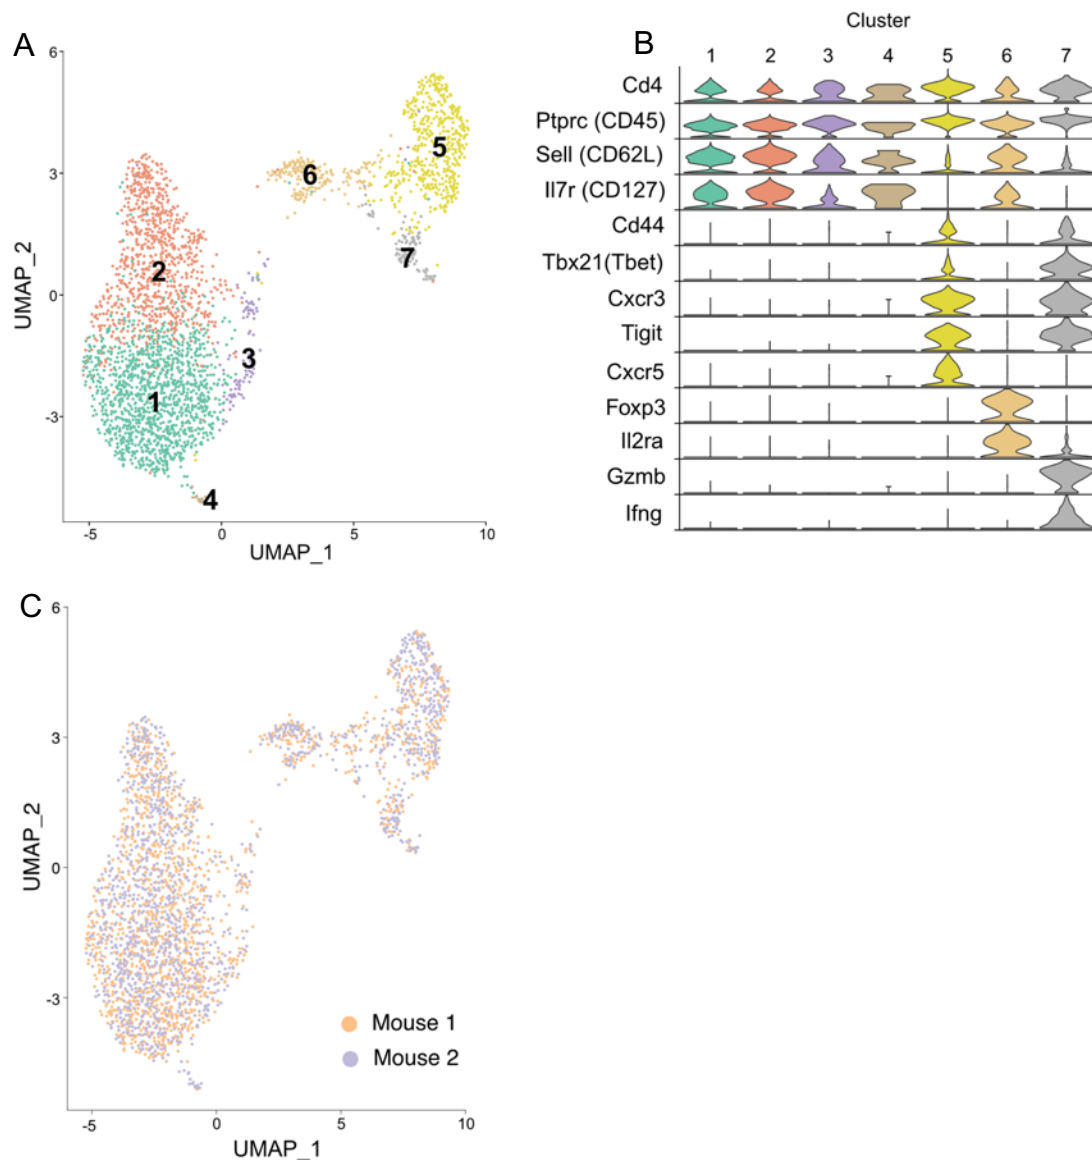 A
6
3
0
-3
UMAP_2
-5
0
5
10
UMAP_1
1
2
3
4
5
6
7
B
Cluster
1 2 3 4 5 6 7
Cd4
Ptprc (CD45)
Sell (CD62L)
Il7r (CD127)
Cd44
Tbx21(Tbet)
Cxcr3
Tigit
Cxcr5
Foxp3
Il2ra
Gzmb
Ifng
C
6
3
0
-3
UMAP_2
Mouse 1
Mouse 2
-5
0
5
10
UMAP_1